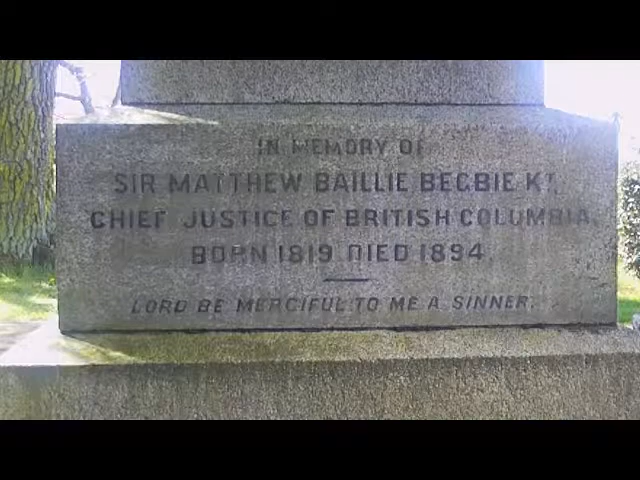 IN MEMORY OF
SIR MATTHEW BAILLIE BEGBIE KT.
CHIEF JUSTICE OF BRITISH COLUMBIA.
BORN 1819 DIED 1894.
LORD BE MERCIFUL TO ME A SINNER.